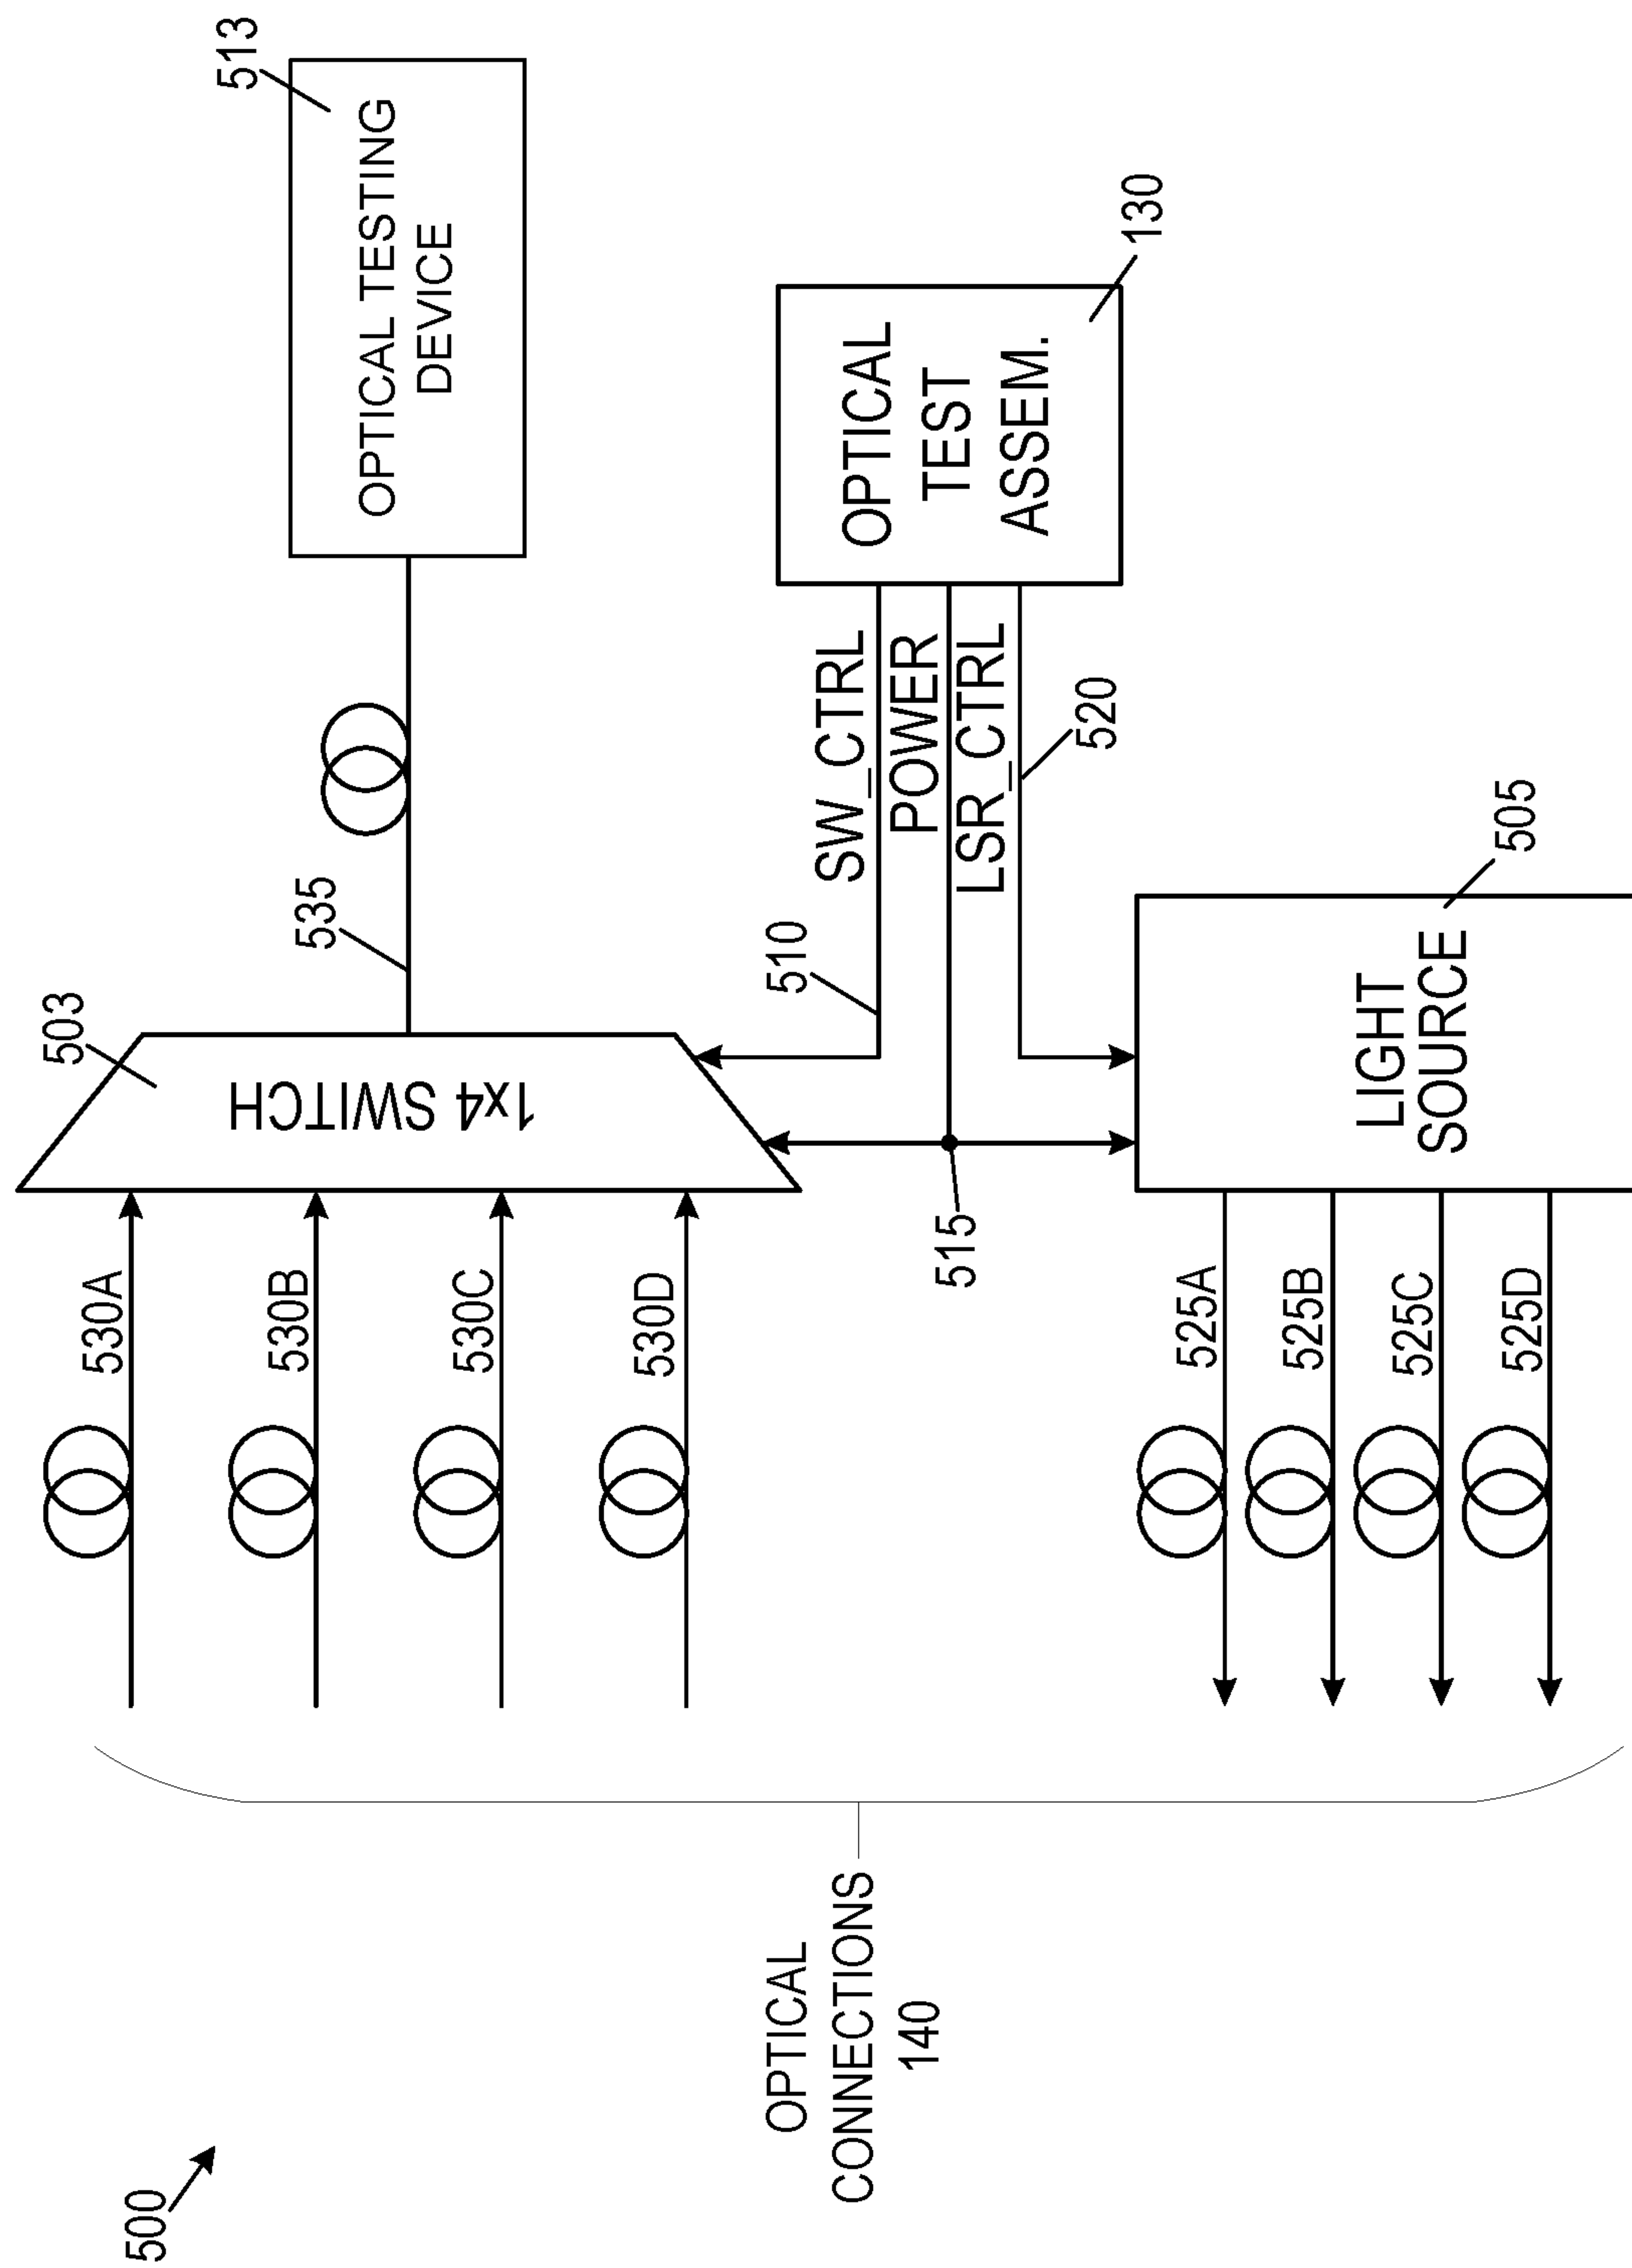 500
OPTICAL
CONNECTIONS
140
530A
530B
530C
530D
503
1x4 SWITCH
535
513
OPTICAL TESTING
DEVICE
510
SW_CTRL
POWER
LSR_CTRL
515
520
OPTICAL
TEST
ASSEM.
130
525A
525B
525C
525D
LIGHT
SOURCE
505